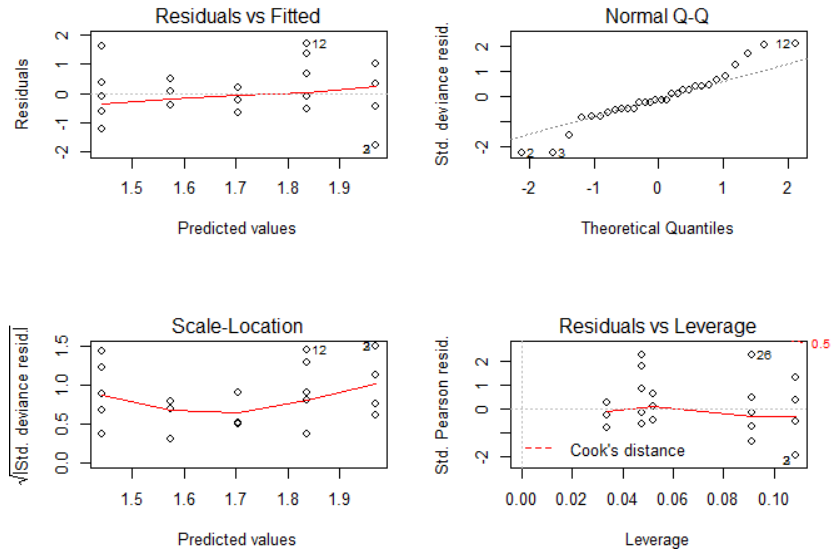 Residuals vs Fitted
Residuals
2
1
0
-1
-2
12
3
1.5 1.6 1.7 1.8 1.9
Predicted values
Normal Q-Q
Std. deviance resid.
2
1
0
-2
12
2
3
-2 -1 0 1 2
Theoretical Quantiles
Scale-Location
√|Std. deviance resid.|
1.5
1.0
0.5
0.0
12
1.5 1.6 1.7 1.8 1.9
Predicted values
Residuals vs Leverage
Std. Pearson resid.
2
1
0
-2
26
0.5
Cook's distance
0.00 0.02 0.04 0.06 0.08 0.10
Leverage